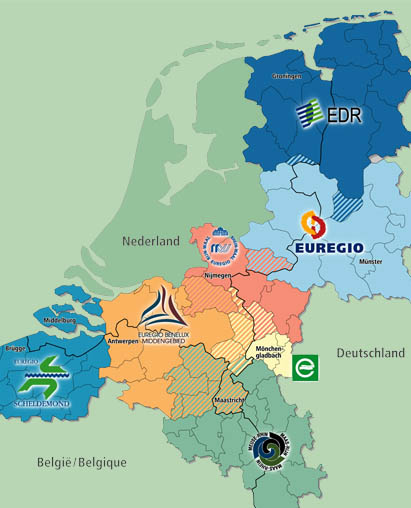 Groningen
EDR
EUREGIO
Münster
Nederland
Nijmegen
Middelburg
EUREGIO BENELUX
MIDDENGEBIED
Brugge
Antwerpen
Mönchen-
gladbach
Deutschland
EUREGIO
SCHELDEMOND
Maastricht
België/Belgique